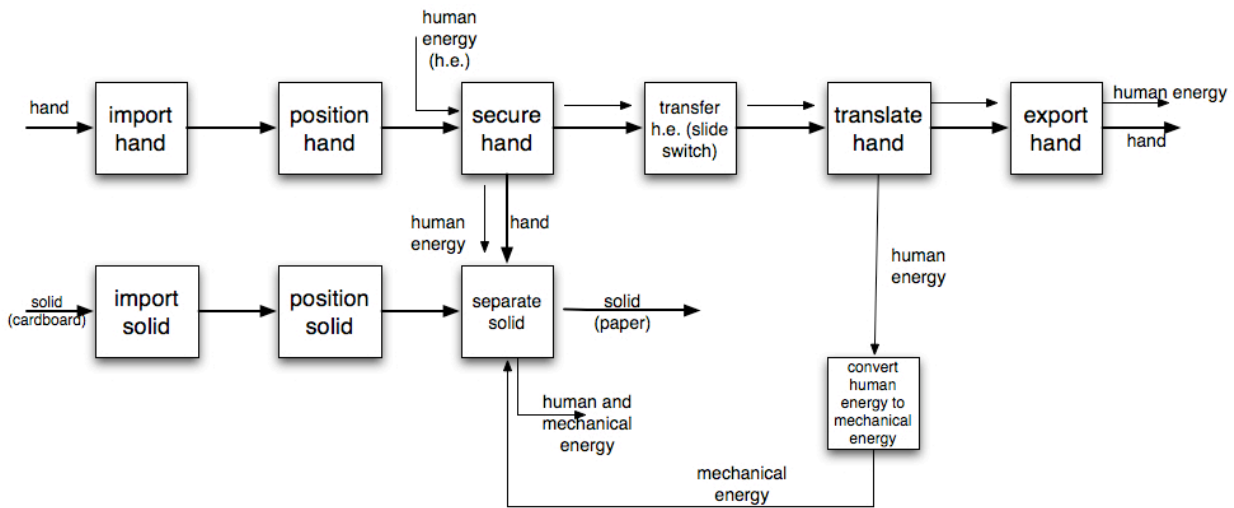 human
energy
(h.e.)
hand
import
hand
position
hand
secure
hand
transfer
h.e. (slide
switch)
translate
hand
export
hand
human energy
hand
human
energy
hand
human
energy
solid
(cardboard)
import
solid
position
solid
separate
solid
solid
(paper)
convert
human
energy to
mechanical
energy
human and
mechanical
energy
mechanical
energy